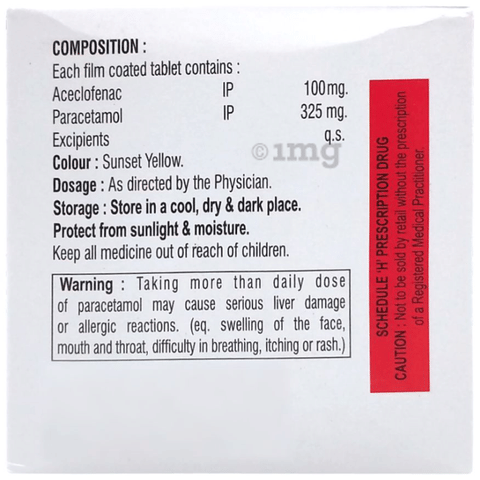 COMPOSITION :
Each film coated tablet contains :
Aceclofenac IP 100mg.
Paracetamol IP 325 mg.
Excipients q.s.
© 1mg
Colour : Sunset Yellow.
Dosage : As directed by the Physician.
Storage : Store in a cool, dry & dark place.
Protect from sunlight & moisture.
Keep all medicine out of reach of children.
Warning : Taking more than daily dose
of paracetamol may cause serious liver damage
or allergic reactions. (eq. swelling of the face,
mouth and throat, difficulty in breathing, itching or rash.)
SCHEDULE 'H' PRESCRIPTION DRUG
CAUTION : Not to be sold by retail without the prescription
of a Registered Medical Practitioner.